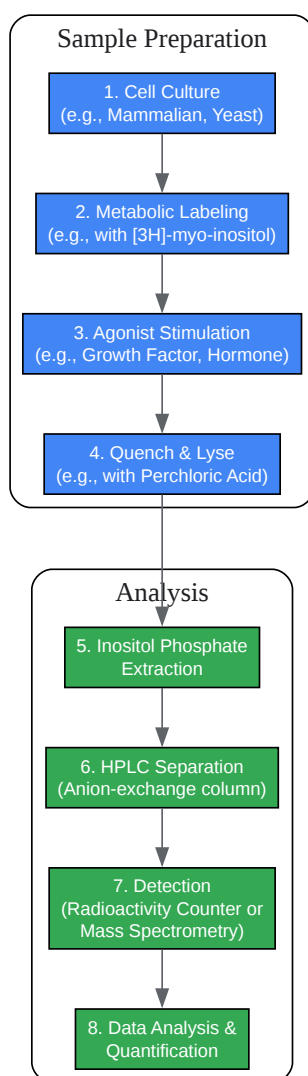 Sample Preparation
1. Cell Culture
(e.g., Mammalian, Yeast)
2. Metabolic Labeling
(e.g., with [3H]-myo-inositol)
3. Agonist Stimulation
(e.g., Growth Factor, Hormone)
4. Quench & Lyse
(e.g., with Perchloric Acid)
Analysis
5. Inositol Phosphate
Extraction
6. HPLC Separation
(Anion-exchange column)
7. Detection
(Radioactivity Counter or
Mass Spectrometry)
8. Data Analysis &
Quantification